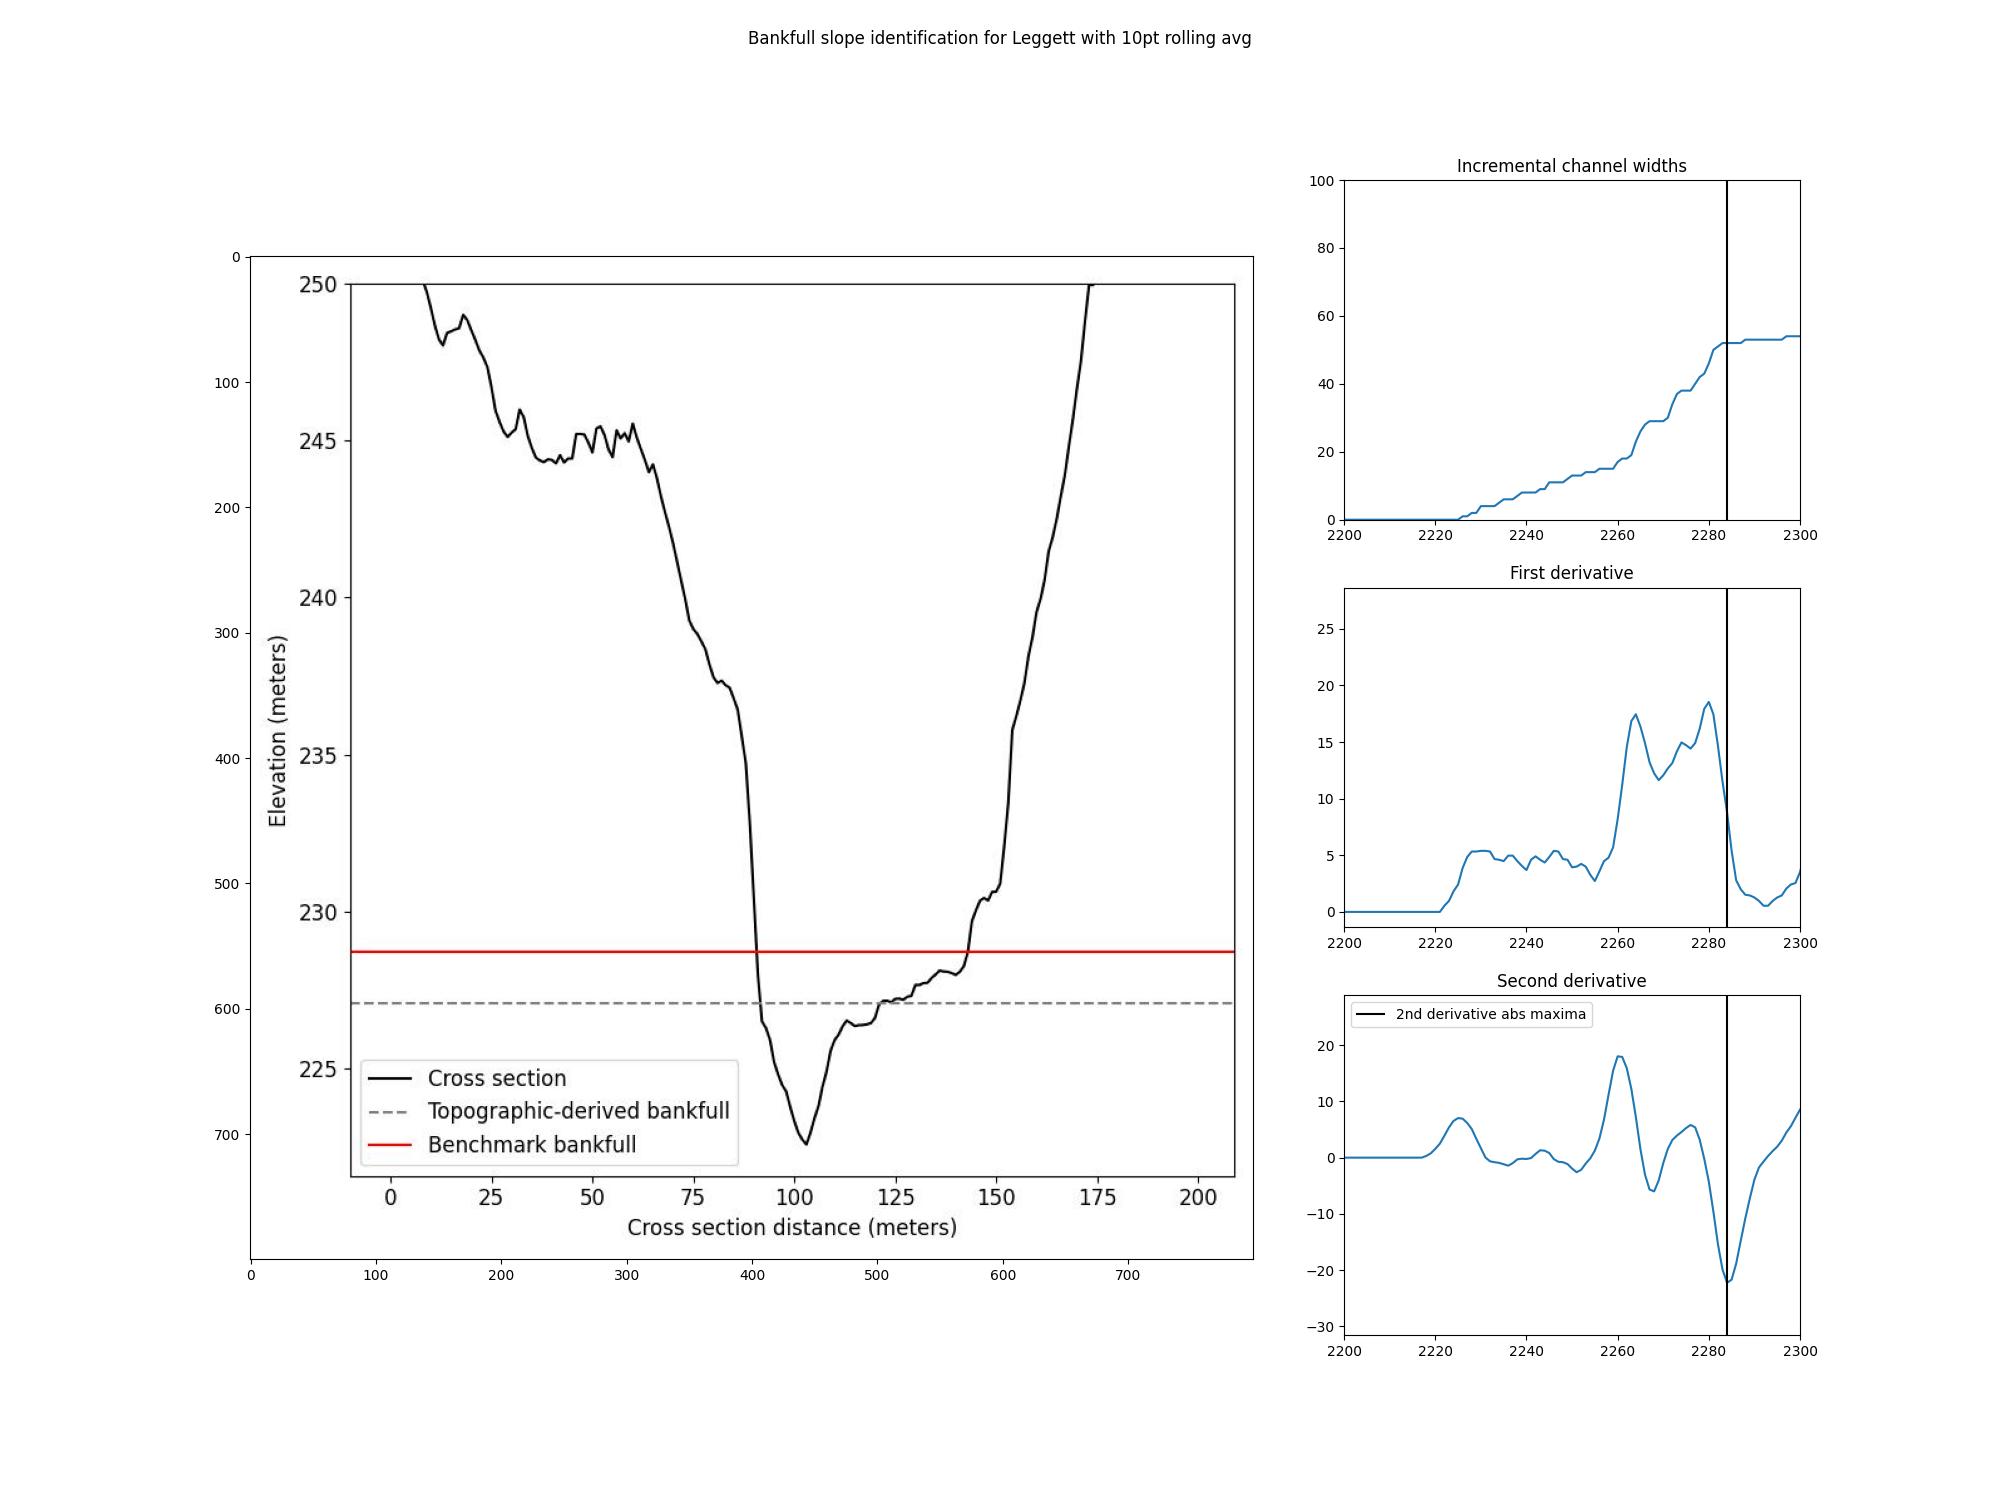 Bankfull slope identification for Leggett with 10pt rolling avg
0
100
200
300
400
500
600
700
250
245
240
235
230
225
Elevation (meters)
Cross section
Topographic-derived bankfull
Benchmark bankfull
0 25 50 75 100 125 150 175 200
Cross section distance (meters)
0 100 200 300 400 500 600 700
Incremental channel widths
100
80
60
40
20
0
2200 2220 2240 2260 2280 2300
First derivative
25
20
15
10
5
0
2200 2220 2240 2260 2280 2300
Second derivative
2nd derivative abs maxima
20
10
0
−10
−20
−30
2200 2220 2240 2260 2280 2300